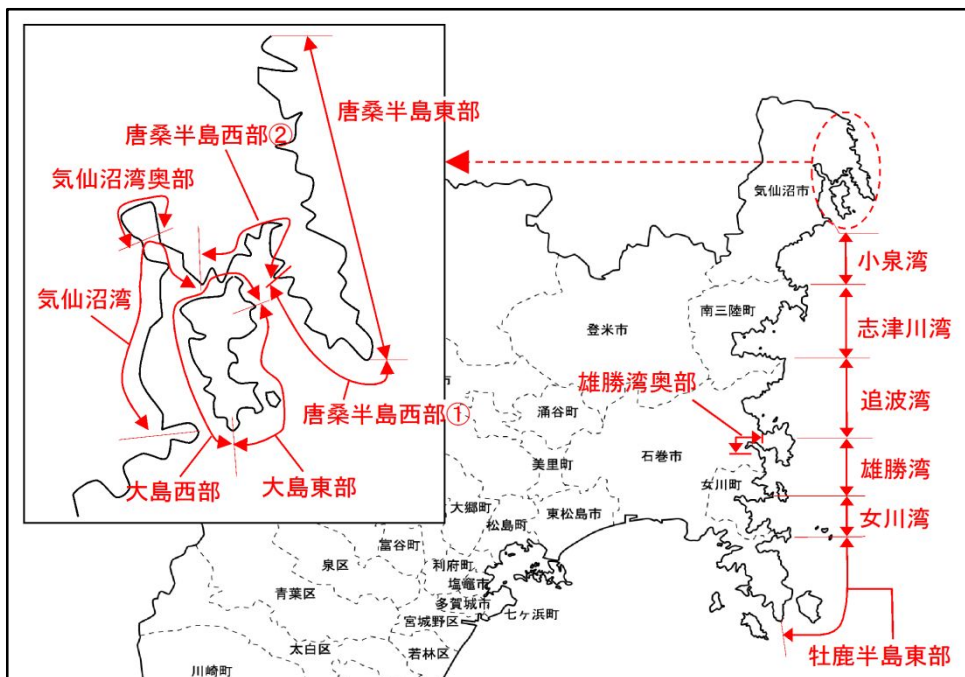 唐桑半島東部
唐桑半島西部②
気仙沼湾奥部
気仙沼湾
唐桑半島西部①
大島西部
大島東部
気仙沼市
小泉湾
南三陸町
志津川湾
登米市
雄勝湾奥部
追波湾
涌谷町
石巻市
美里町
雄勝湾
女川町
女川湾
大郷町
松島町
東松島市
富谷町
利府町
泉区
塩竈市
青葉区
多賀城市
七ヶ浜町
宮城野区
太白区
若林区
牡鹿半島東部
川崎町